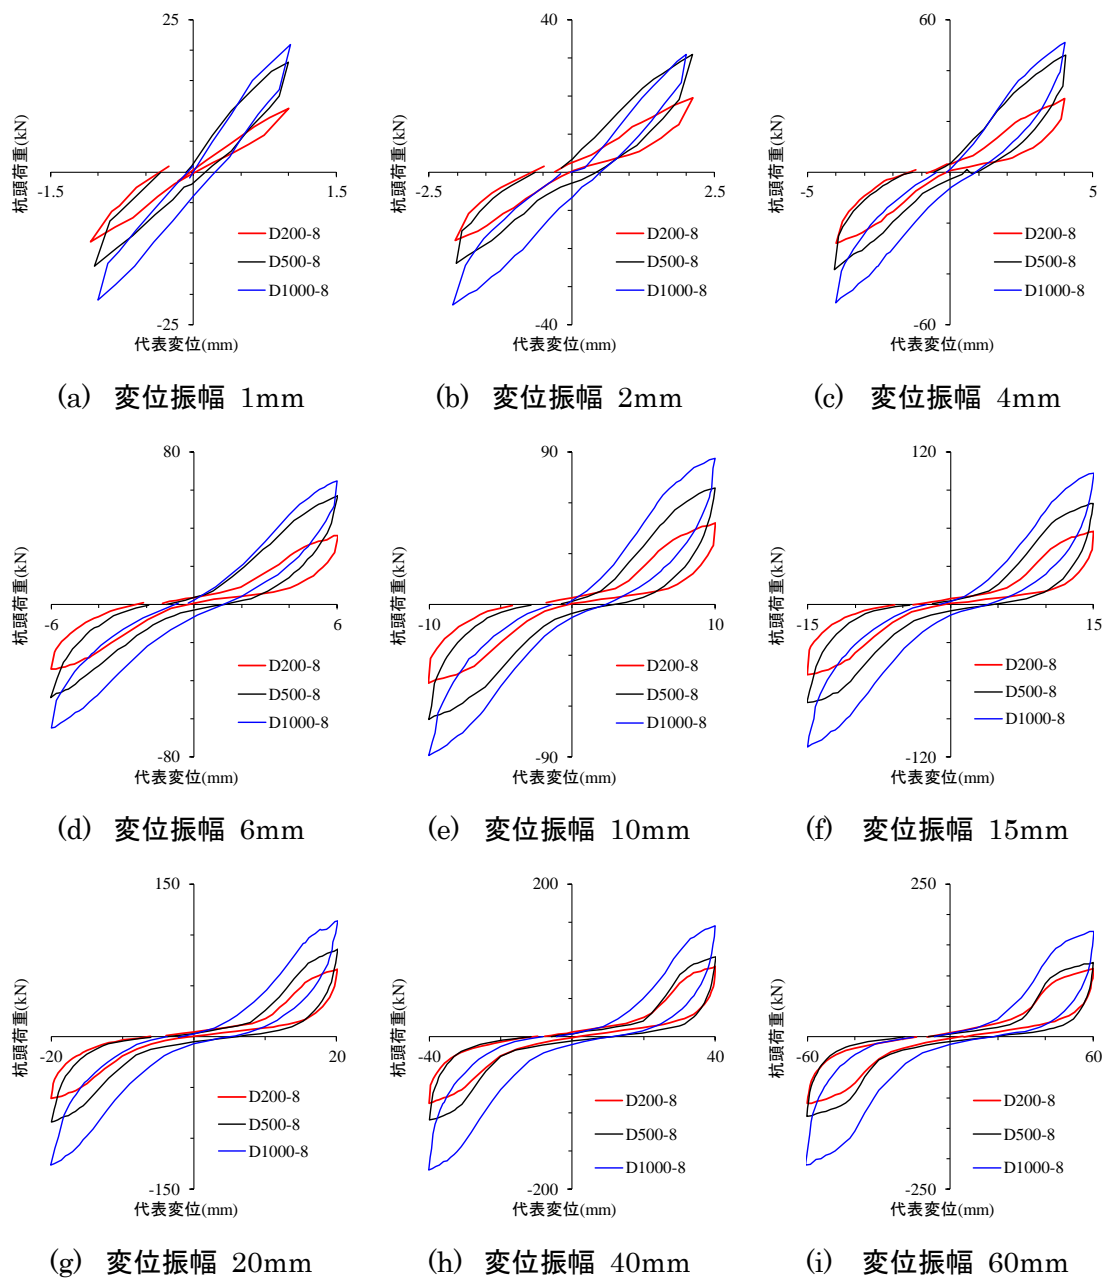 25
杭頭荷重(kN)
-1.5
1.5
D200-8
D500-8
D1000-8
-25
代表変位(mm)
(a) 変位振幅 1mm
40
杭頭荷重(kN)
-2.5
2.5
D200-8
D500-8
D1000-8
-40
代表変位(mm)
(b) 変位振幅 2mm
60
杭頭荷重(kN)
-5
5
D200-8
D500-8
D1000-8
-60
代表変位(mm)
(c) 変位振幅 4mm
80
杭頭荷重(kN)
-6
6
D200-8
D500-8
D1000-8
-80
代表変位(mm)
(d) 変位振幅 6mm
90
杭頭荷重(kN)
-10
10
D200-8
D500-8
D1000-8
-90
代表変位(mm)
(e) 変位振幅 10mm
120
杭頭荷重(kN)
-15
15
D200-8
D500-8
D1000-8
-120
代表変位(mm)
(f) 変位振幅 15mm
150
杭頭荷重(kN)
-20
20
D200-8
D500-8
D1000-8
-150
代表変位(mm)
(g) 変位振幅 20mm
200
杭頭荷重(kN)
-40
40
D200-8
D500-8
D1000-8
-200
代表変位(mm)
(h) 変位振幅 40mm
250
杭頭荷重(kN)
-60
60
D200-8
D500-8
D1000-8
-250
代表変位(mm)
(i) 変位振幅 60mm